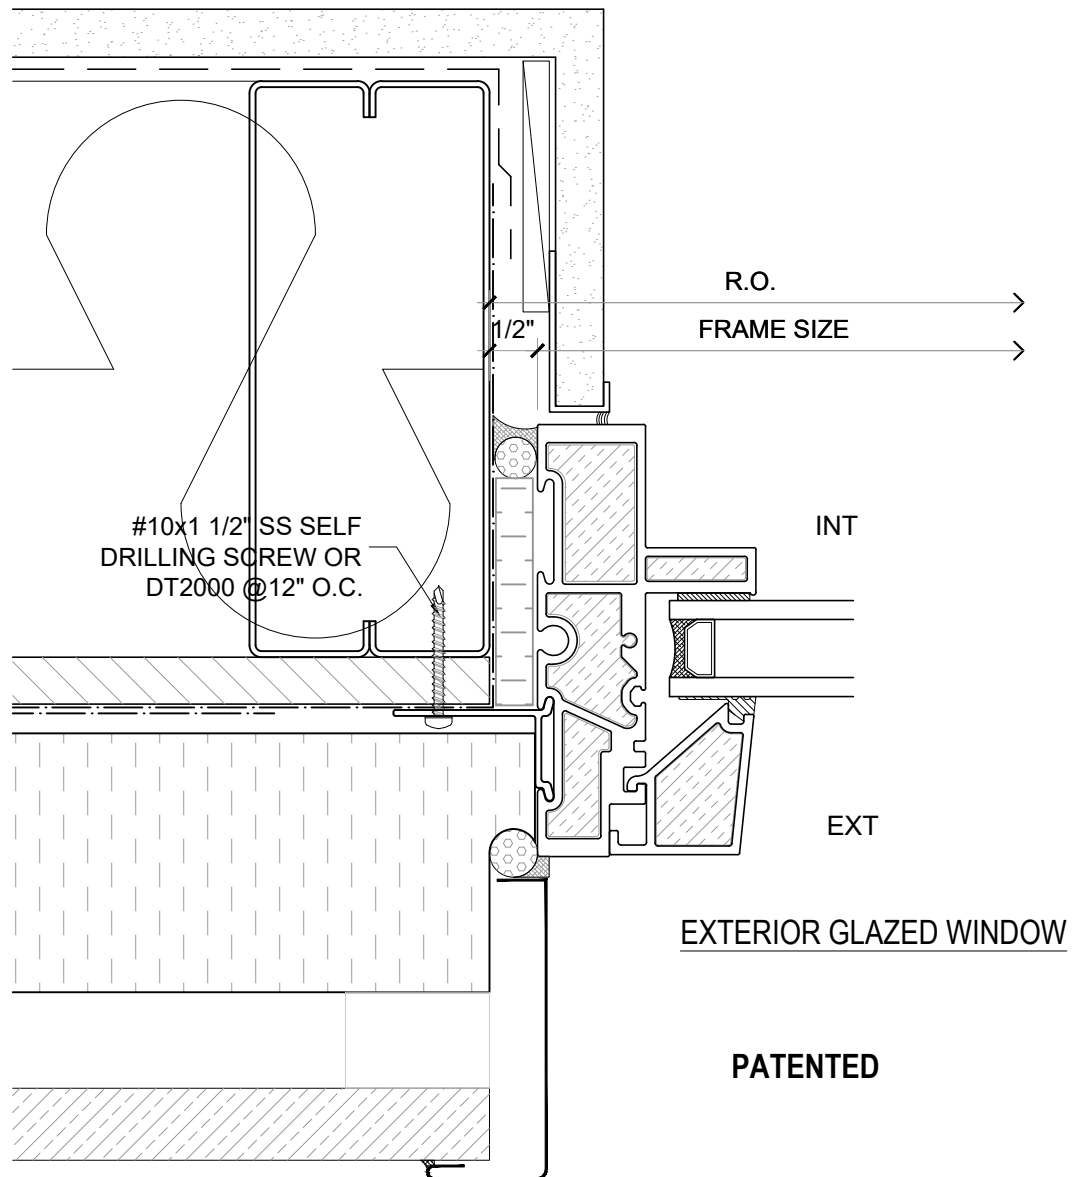 R.O.
1/2"
FRAME SIZE
#10x1 1/2" SS SELF
DRILLING SCREW OR
DT2000 @12" O.C.
INT
EXT
EXTERIOR GLAZED WINDOW
PATENTED